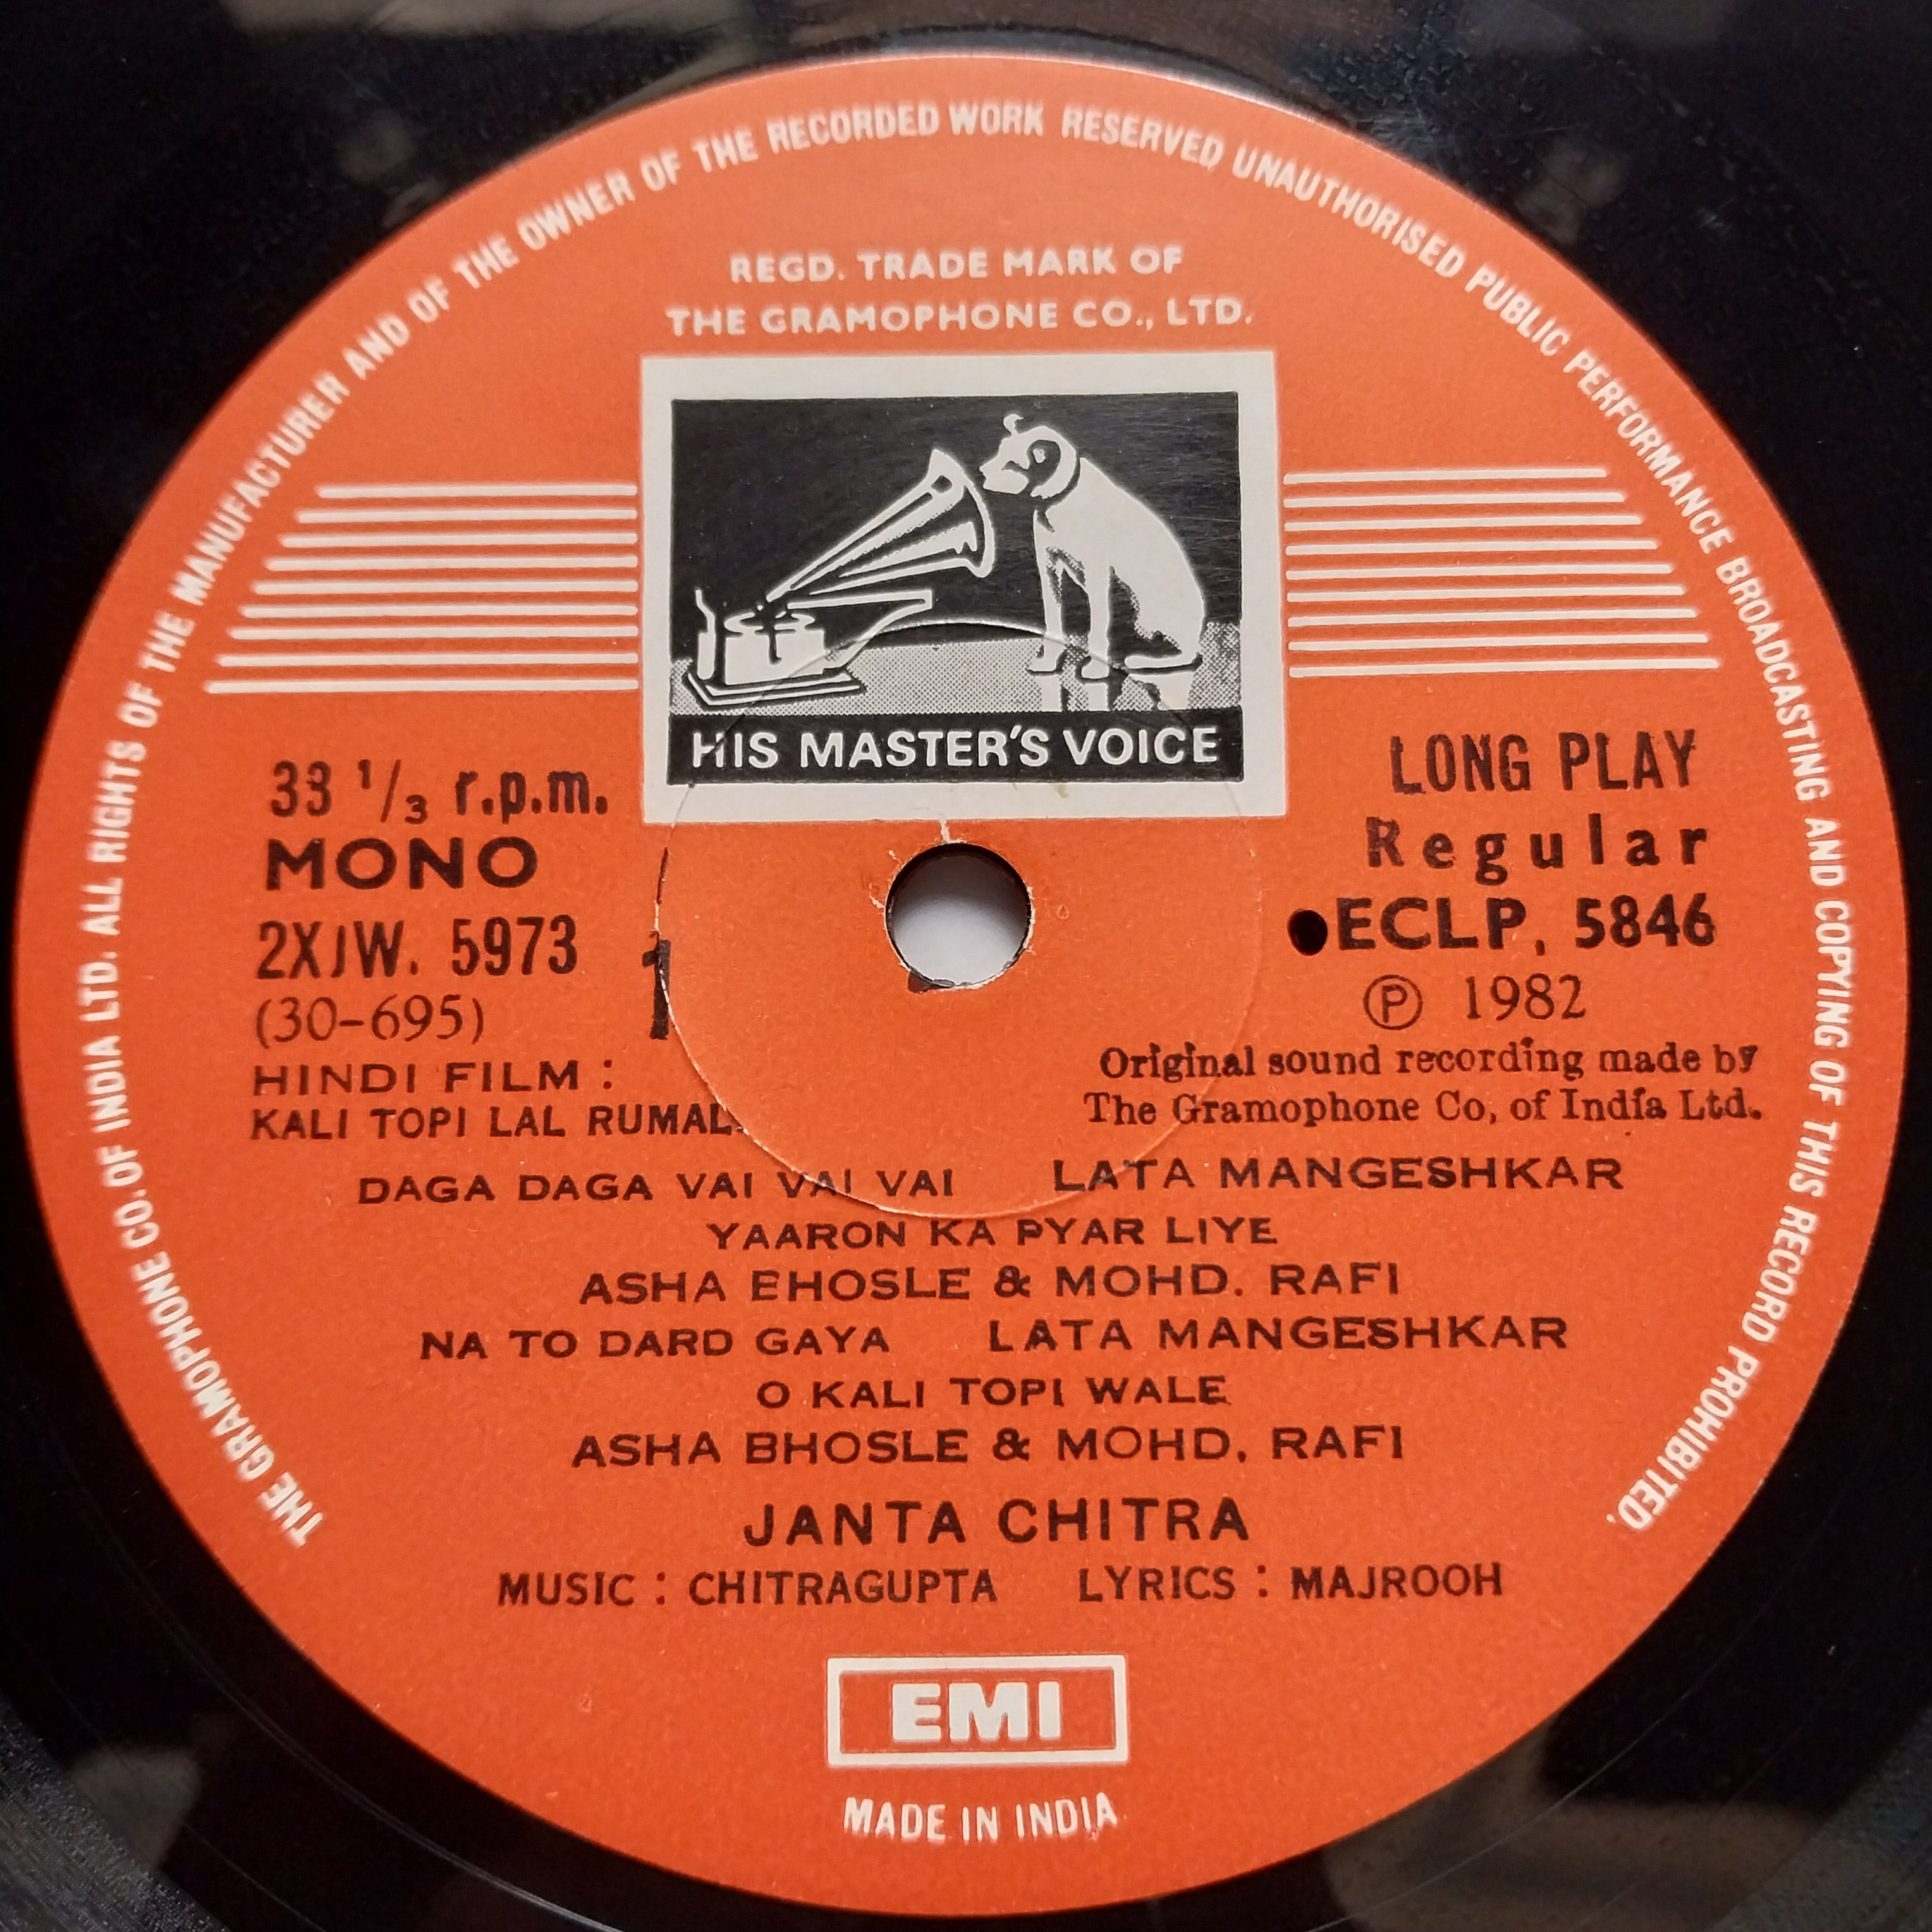 THE GRAMOPHONE CO. OF INDIA LTD. ALL RIGHTS OF THE MANUFACTURER AND OF THE OWNER OF THE RECORDED WORK RESERVED UNAUTHORISED PUBLIC PERFORMANCE BROADCASTING AND COPYING OF THIS RECORD PROHIBITED.
REGD. TRADE MARK OF
THE GRAMOPHONE CO., LTD.
HIS MASTER'S VOICE
33 1/3 r.p.m.
MONO
2XJW. 5973
(30-695)
1
LONG PLAY
Regular
ECLP. 5846
℗ 1982
Original sound recording made by
The Gramophone Co, of India Ltd.
HINDI FILM :
KALI TOPI LAL RUMAL.
DAGA DAGA VAI VAI VAI LATA MANGESHKAR
YAARON KA PYAR LIYE
ASHA EHOSLE & MOHD. RAFI
NA TO DARD GAYA LATA MANGESHKAR
O KALI TOPI WALE
ASHA BHOSLE & MOHD, RAFI
JANTA CHITRA
MUSIC : CHITRAGUPTA LYRICS : MAJROOH
EMI
MADE IN INDIA